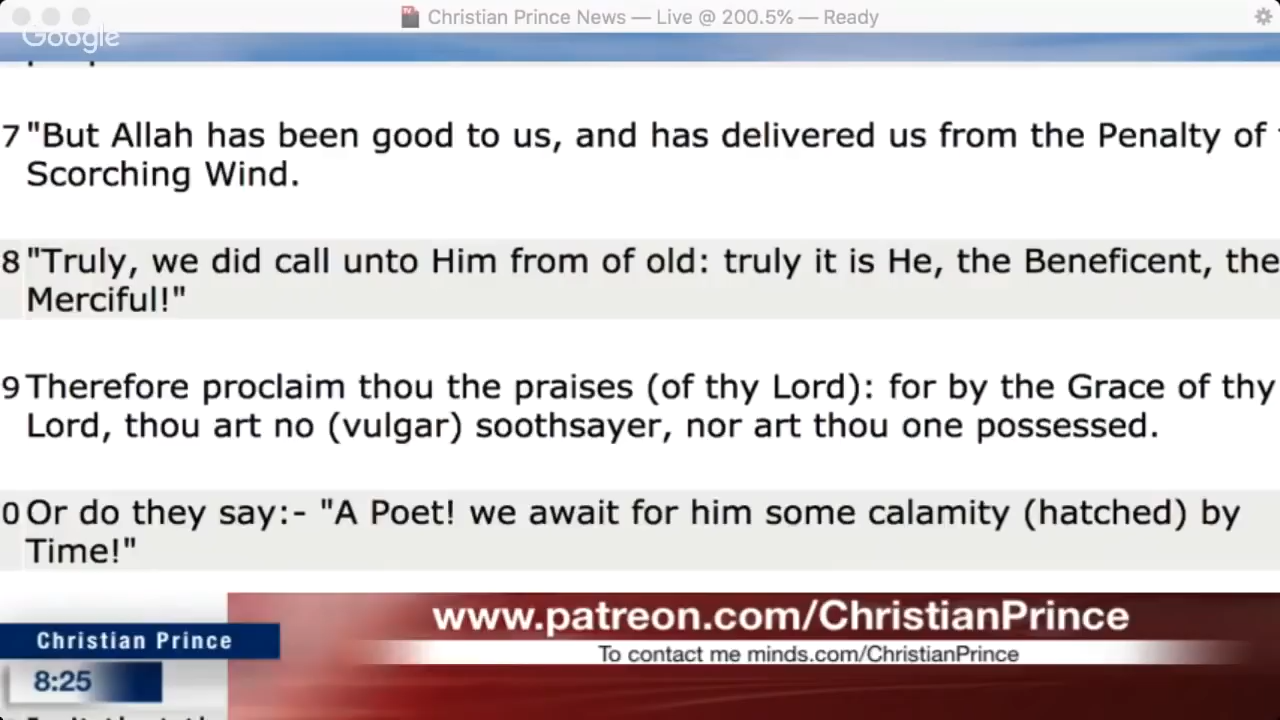 Christian Prince News — Live @ 200.5% — Ready
Google
7 "But Allah has been good to us, and has delivered us from the Penalty of
Scorching Wind.
8 "Truly, we did call unto Him from of old: truly it is He, the Beneficent, the
Merciful!"
9 Therefore proclaim thou the praises (of thy Lord): for by the Grace of thy
Lord, thou art no (vulgar) soothsayer, nor art thou one possessed.
0 Or do they say:- "A Poet! we await for him some calamity (hatched) by
Time!"
www.patreon.com/ChristianPrince
Christian Prince
To contact me minds.com/ChristianPrince
8:25